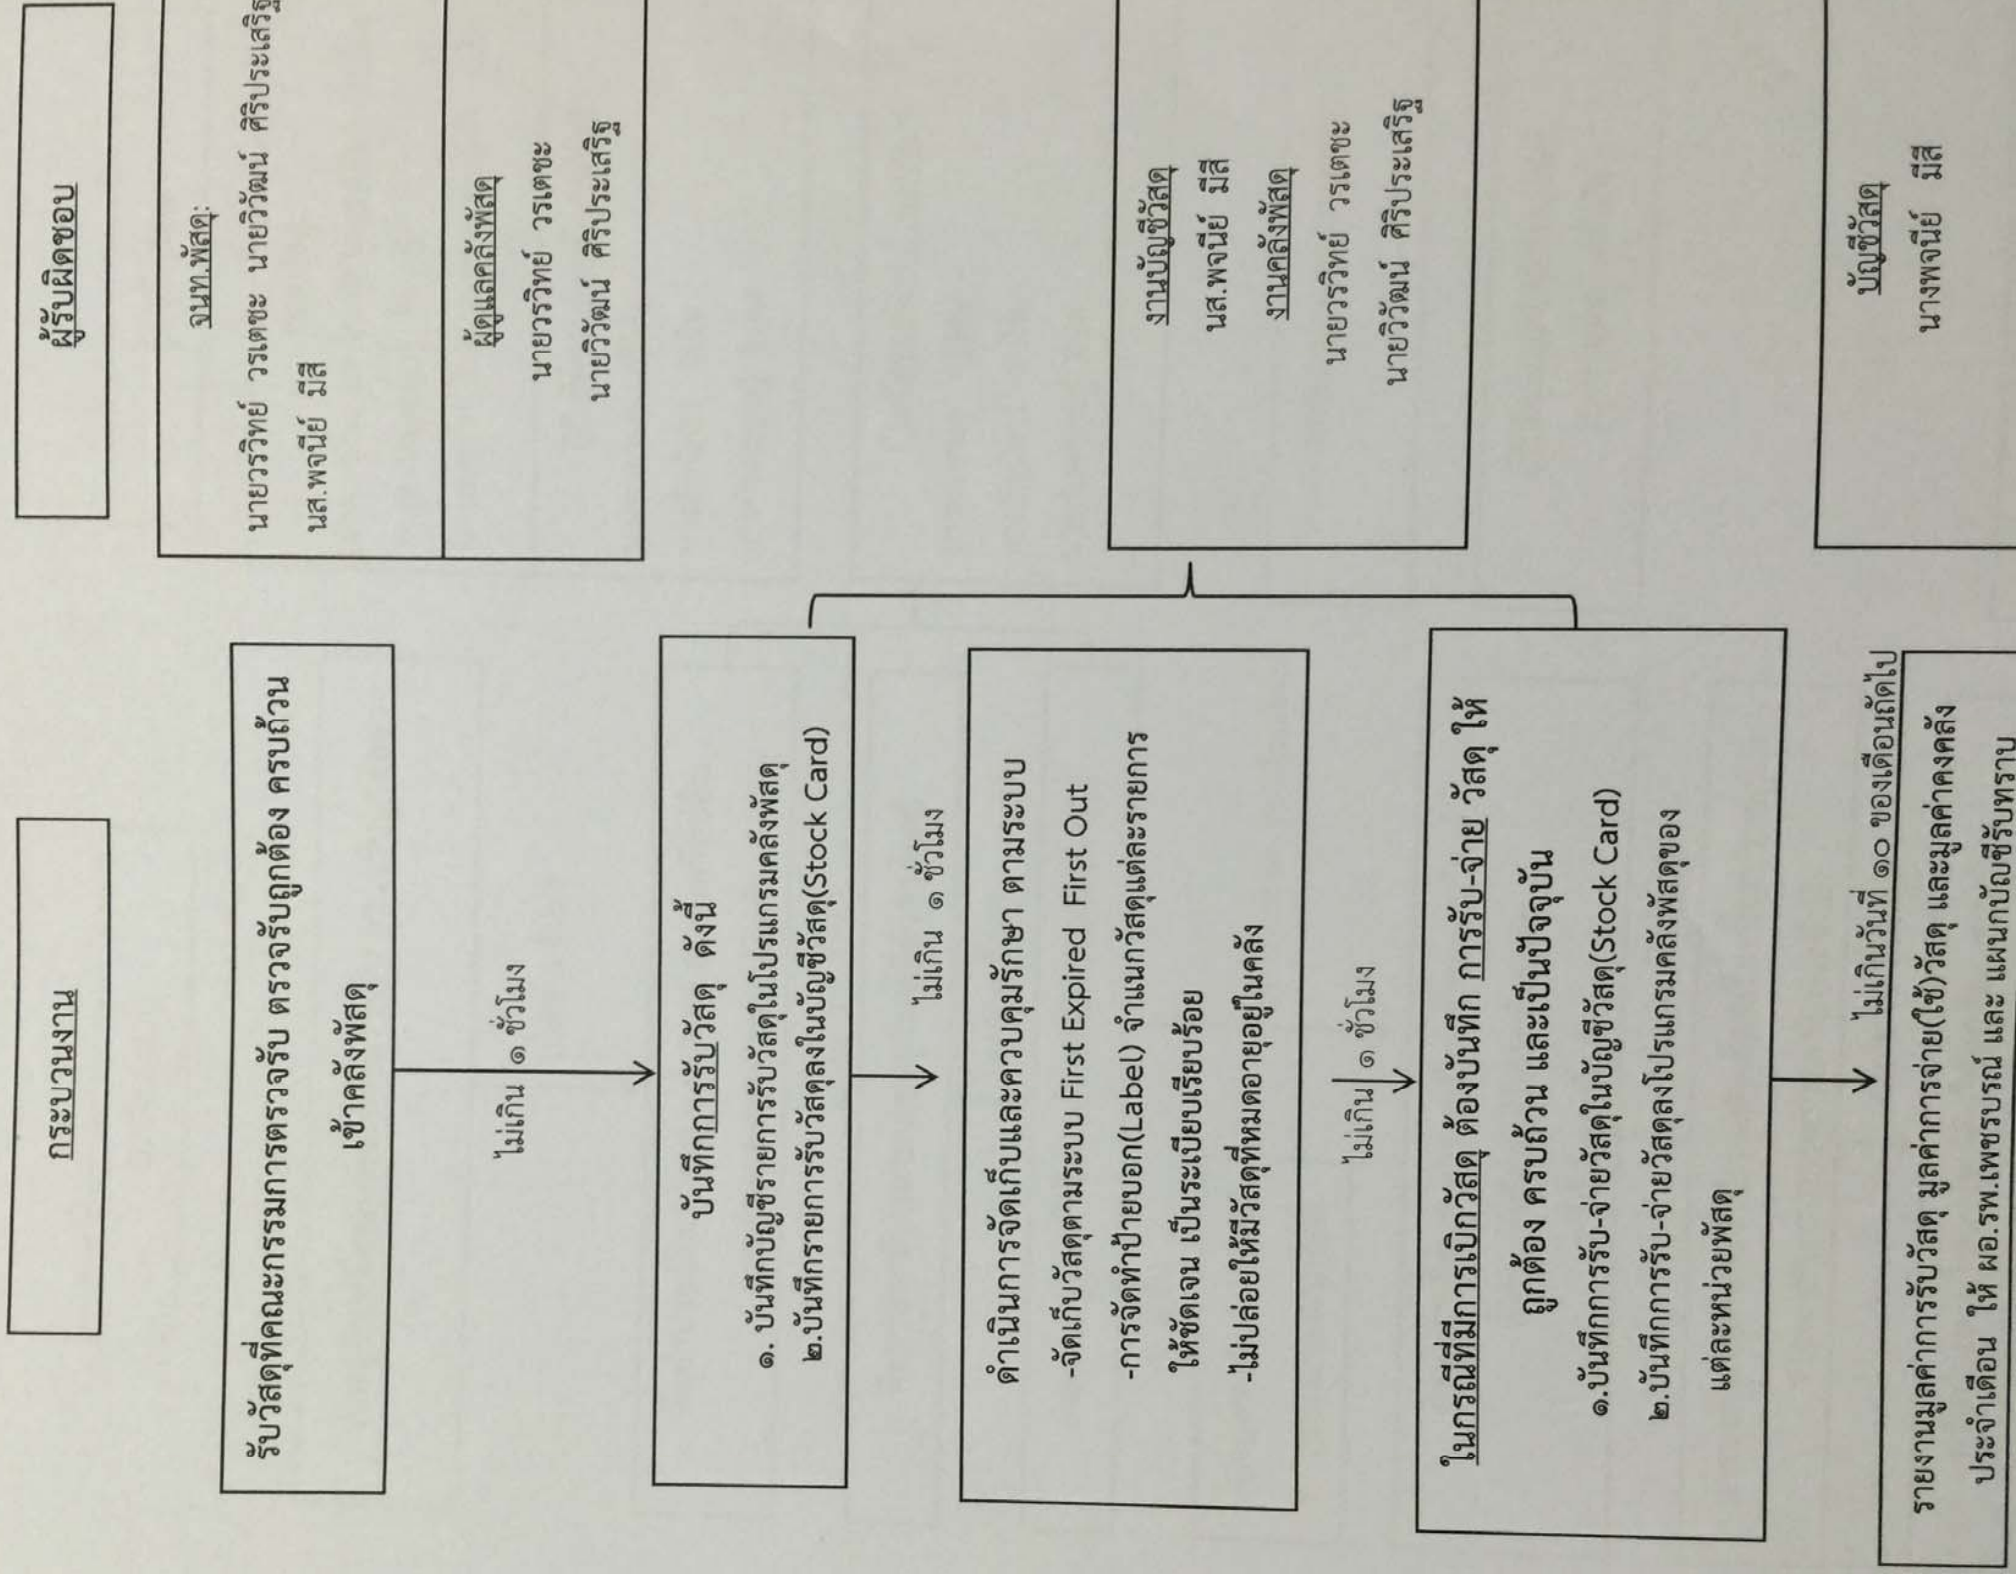 กระบวนงาน
ผู้รับผิดชอบ
รับวัสดุที่คณะกรรมการตรวจรับ ตรวจรับถูกต้อง ครบถ้วน
เข้าคลังพัสดุ
จนท.พัสดุ:
นายวรวิทย์ วรเตชะ นายวิวัฒน์ ศิริประเสริฐ
นส.พจนีย์ มีสี
ผู้ดูแลคลังพัสดุ
นายวรวิทย์ วรเตชะ
นายวิวัฒน์ ศิริประเสริฐ
ไม่เกิน ๑ ชั่วโมง
บันทึกการรับวัสดุ ดังนี้
๑. บันทึกบัญชีรายการรับวัสดุในโปรแกรมคลังพัสดุ
๒.บันทึกรายการรับวัสดุลงในบัญชีวัสดุ(Stock Card)
ไม่เกิน ๑ ชั่วโมง
ดำเนินการจัดเก็บและควบคุมรักษา ตามระบบ
-จัดเก็บวัสดุตามระบบ First Expired First Out
-การจัดทำป้ายบอก(Label) จำแนกวัสดุแต่ละรายการ
ให้ชัดเจน เป็นระเบียบเรียบร้อย
-ไม่ปล่อยให้มีวัสดุที่หมดอายุอยู่ในคลัง
งานบัญชีวัสดุ
นส.พจนีย์ มีสี
งานคลังพัสดุ
นายวรวิทย์ วรเตชะ
นายวิวัฒน์ ศิริประเสริฐ
ไม่เกิน ๑ ชั่วโมง
ในกรณีที่มีการเบิกวัสดุ ต้องบันทึก การรับ-จ่าย วัสดุ ให้
ถูกต้อง ครบถ้วน และเป็นปัจจุบัน
๑.บันทึกการรับ-จ่ายวัสดุในบัญชีวัสดุ(Stock Card)
๒.บันทึกการรับ-จ่ายวัสดุลงโปรแกรมคลังพัสดุของ
แต่ละหน่วยพัสดุ
ไม่เกินวันที่ ๑๐ ของเดือนถัดไป
รายงานมูลค่าการรับวัสดุ มูลค่าการจ่าย(ใช้)วัสดุ และมูลค่าคงคลัง
ประจำเดือน ให้ ผอ.รพ.เพชรบูรณ์ และ แผนกบัญชีรับทราบ
บัญชีวัสดุ
นางพจนีย์ มีสี